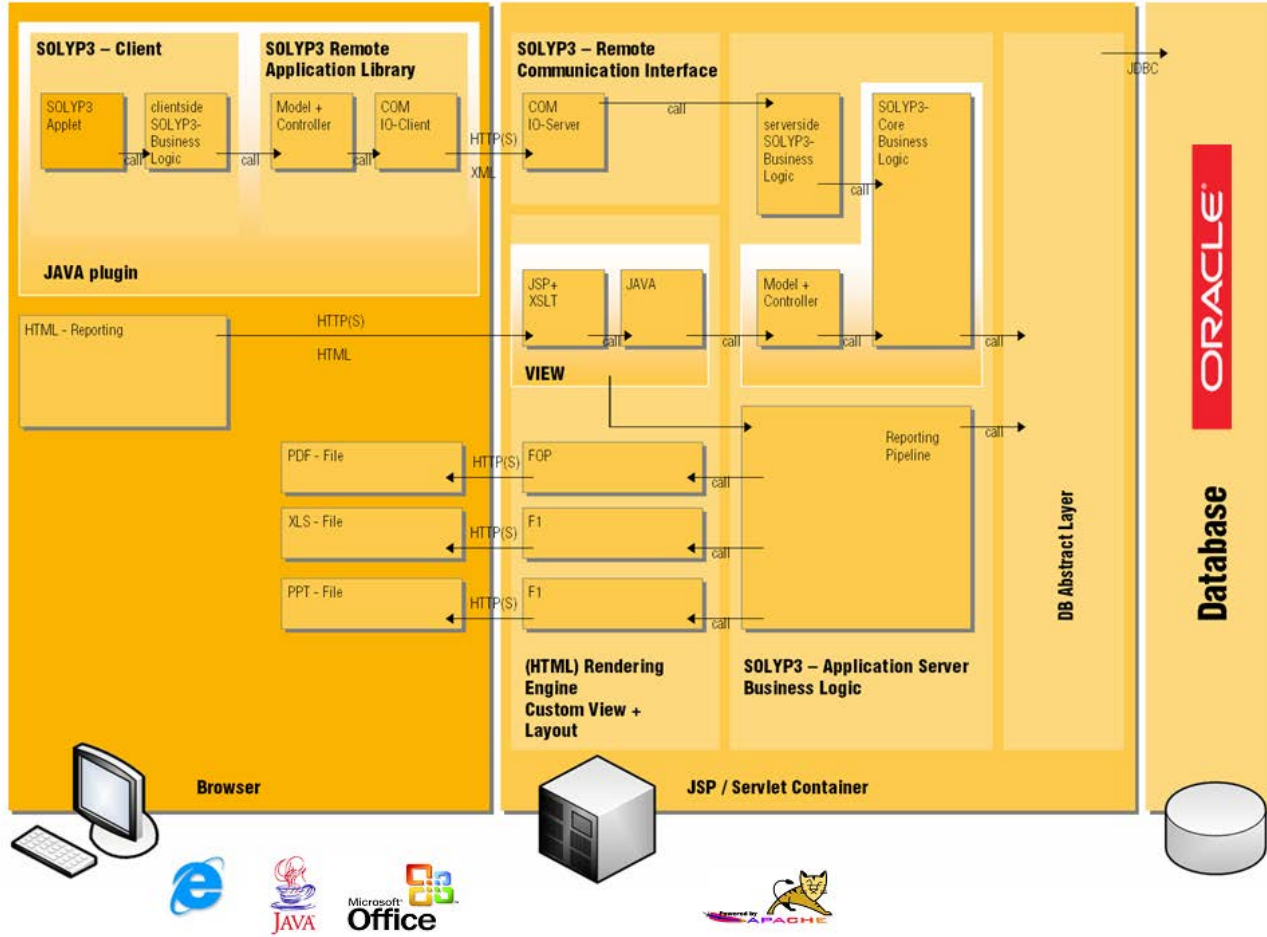 SOLYP3 – Client
SOLYP3 Remote
Application Library
SOLYP3
Applet
call
clientside
SOLYP3-
Business
Logic
call
Model +
Controller
call
COM
IO-Client
HTTP(S)
XML
JAVA plugin
SOLYP3 – Remote
Communication Interface
COM
IO-Server
call
serverside
SOLYP3-
Business
Logic
call
SOLYP3-
Core
Business
Logic
JDBC
HTML - Reporting
HTTP(S)
HTML
JSP+
XSLT
call
JAVA
call
VIEW
Model +
Controller
call
call
Reporting
Pipeline
call
PDF - File
HTTP(S)
FOP
call
XLS - File
HTTP(S)
F1
call
PPT - File
HTTP(S)
F1
call
(HTML) Rendering
Engine
Custom View +
Layout
SOLYP3 – Application Server
Business Logic
DB Abstract Layer
ORACLE
Database
Browser
JSP / Servlet Container
JAVA
Microsoft
Office
Powered by
APACHE